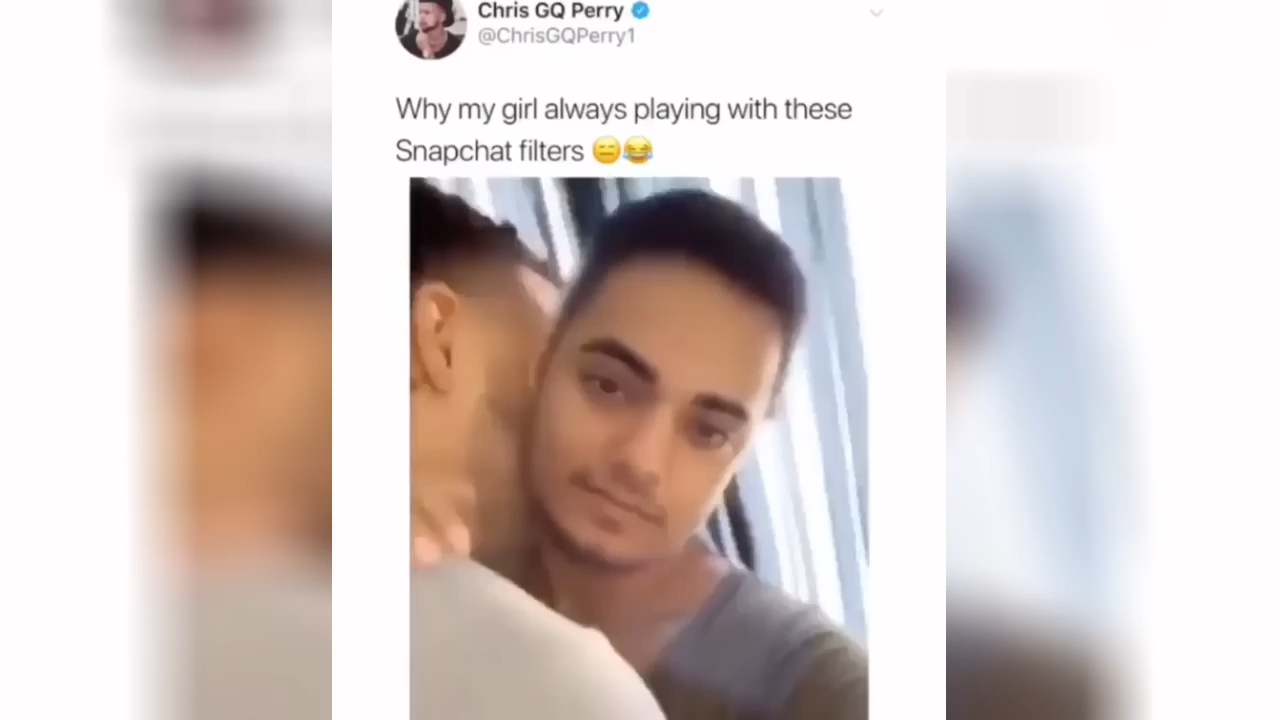 Chris GQ Perry
@ChrisGQPerry1
Why my girl always playing with these
Snapchat filters 😑😂